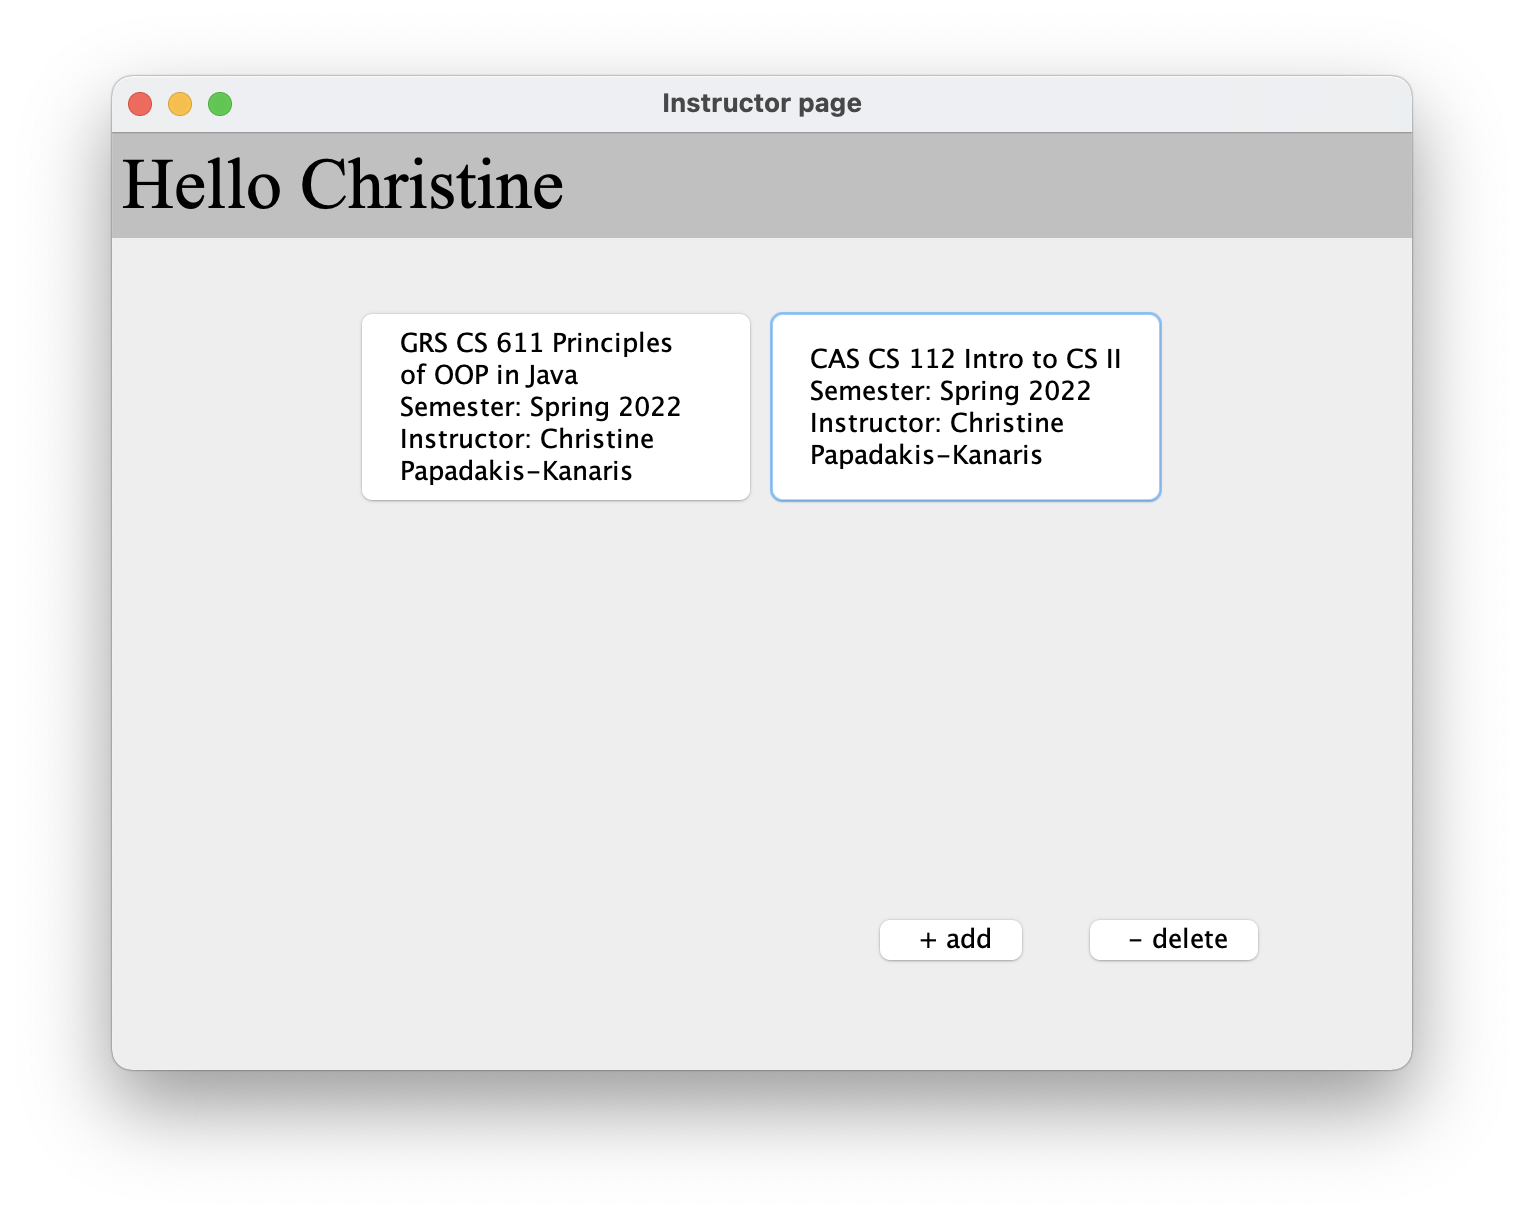 Instructor page
Hello Christine
GRS CS 611 Principles
of OOP in Java
Semester: Spring 2022
Instructor: Christine
Papadakis-Kanaris
CAS CS 112 Intro to CS II
Semester: Spring 2022
Instructor: Christine
Papadakis-Kanaris
+ add
- delete